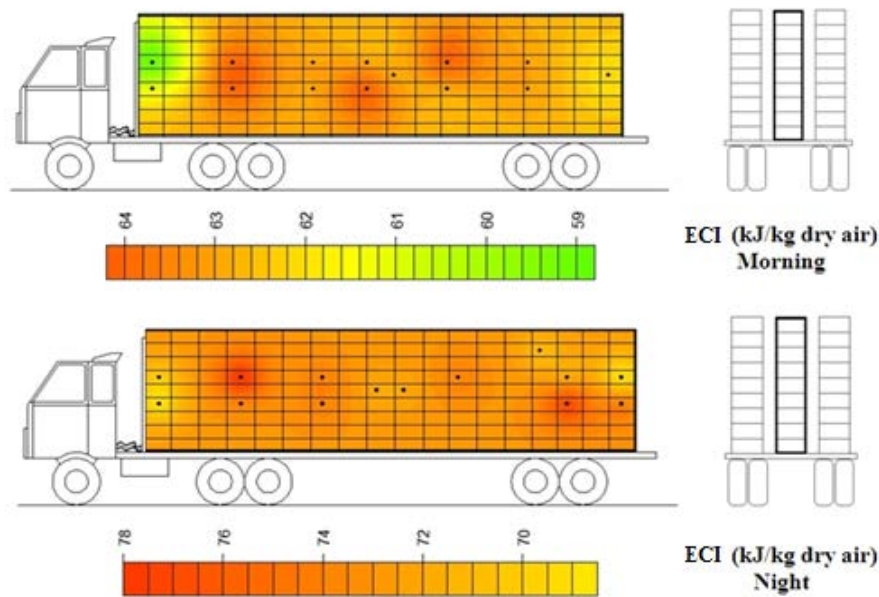 64 63 62 61 60 59
ECI (kJ/kg dry air)
Morning
78 76 74 72 70
ECI (kJ/kg dry air)
Night